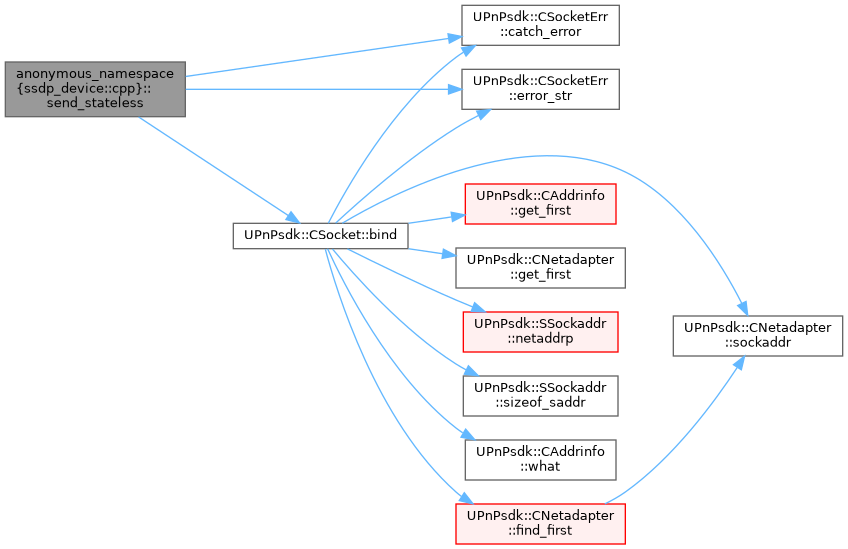 anonymous_namespace
{ssdp_device::cpp}::
send_stateless
UPnPsdk::CSocketErr
::catch_error
UPnPsdk::CSocketErr
::error_str
UPnPsdk::CSocket::bind
UPnPsdk::CAddrinfo
::get_first
UPnPsdk::CNetadapter
::get_first
UPnPsdk::SSockaddr
::netaddrp
UPnPsdk::SSockaddr
::sizeof_saddr
UPnPsdk::CAddrinfo
::what
UPnPsdk::CNetadapter
::find_first
UPnPsdk::CNetadapter
::sockaddr